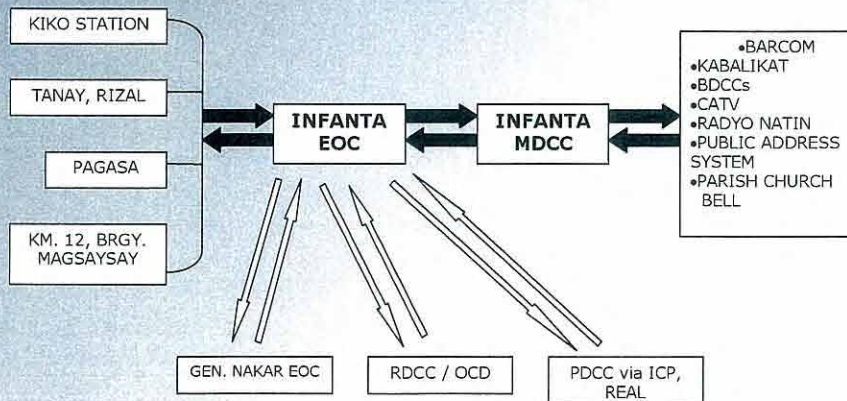 KIKO STATION
TANAY, RIZAL
PAGASA
KM. 12, BRGY.
MAGSAYSAY
INFANTA
EOC
INFANTA
MDCC
•BARCOM
•KABALIKAT
•BDCCs
•CATV
•RADYO NATIN
•PUBLIC ADDRESS
SYSTEM
•PARISH CHURCH
BELL
GEN. NAKAR EOC
RDCC / OCD
PDCC via ICP,
REAL